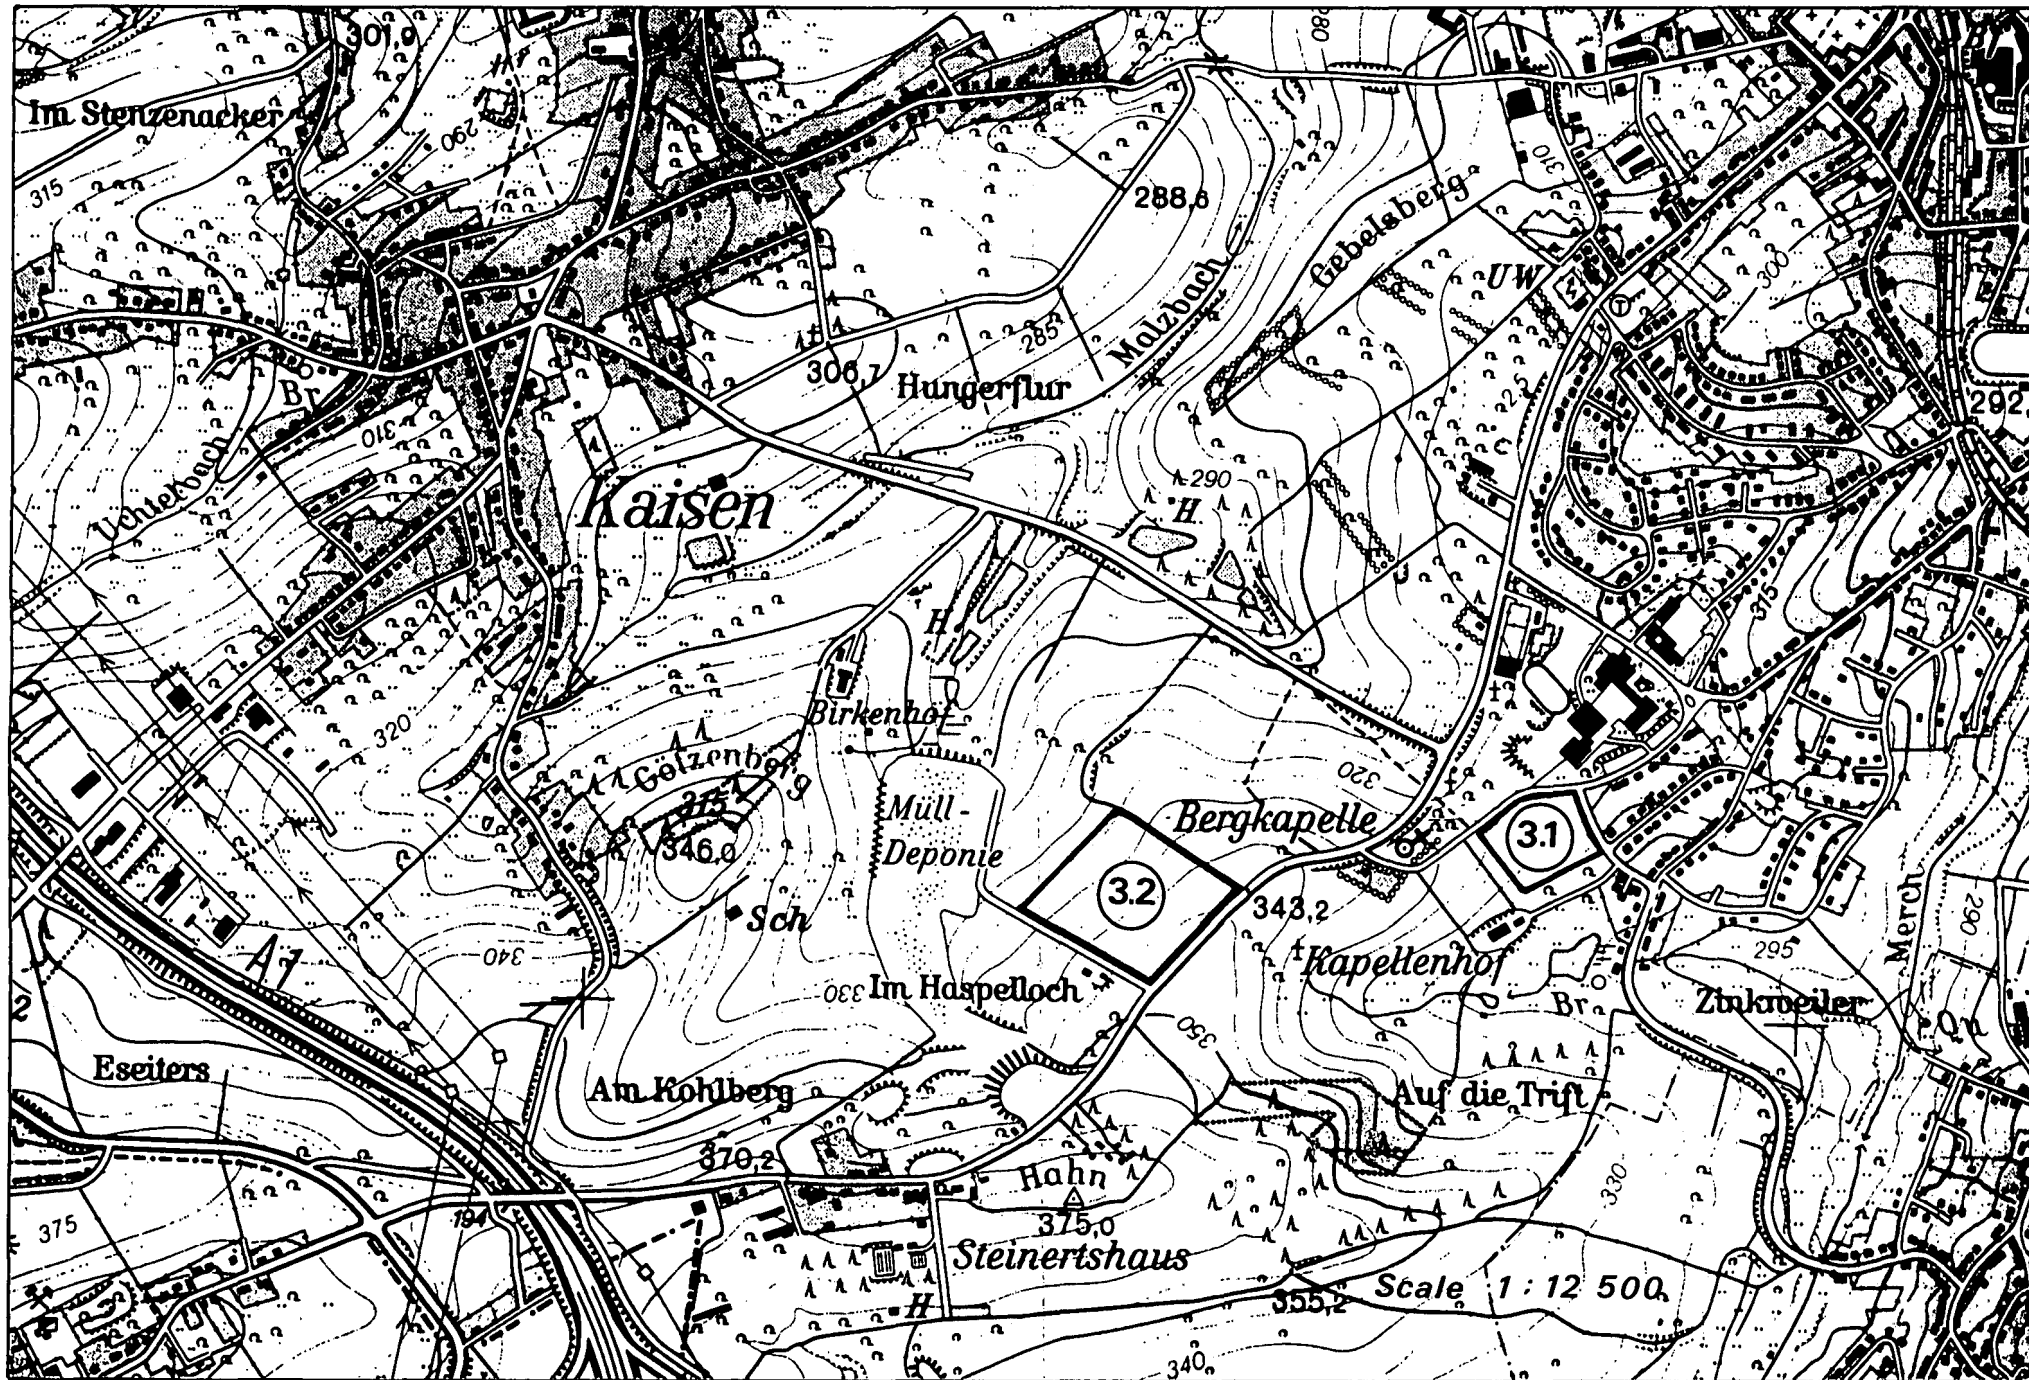 301,9
280
Im Stenzenacker
H
290
315
288,6
310
Gebelsberg
UW
300
Malzbach
285
306,7
Hungerflur
Br
310
292,
Uchtelbach
290
Kaisen
H
H
315
320
Birkenhof
Götzenberg
315
346,0
Müll-
Deponie
320
Bergkapelle
3.1
3.2
343,2
Sch
Kapellenhof
Merch
290
295
A1
340
330
Im Haspelloch
Br
Zinkweiler
2
350
Qu
Eseiters
Am Kohlberg
Auf die Trift
370,2
Hahn
375,0
330
375
194
Steinertshaus
H
355,2
Scale 1 : 12 500
340